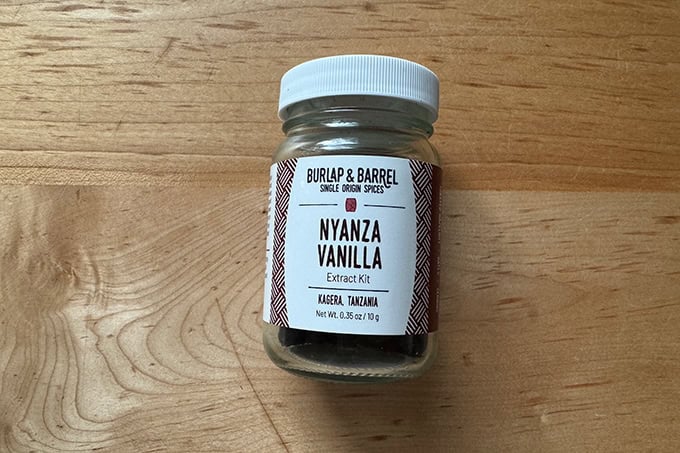 BURLAP & BARREL
SINGLE ORIGIN SPICES
NYANZA
VANILLA
Extract Kit
KAGERA, TANZANIA
Net Wt. 0.35 oz / 10 g